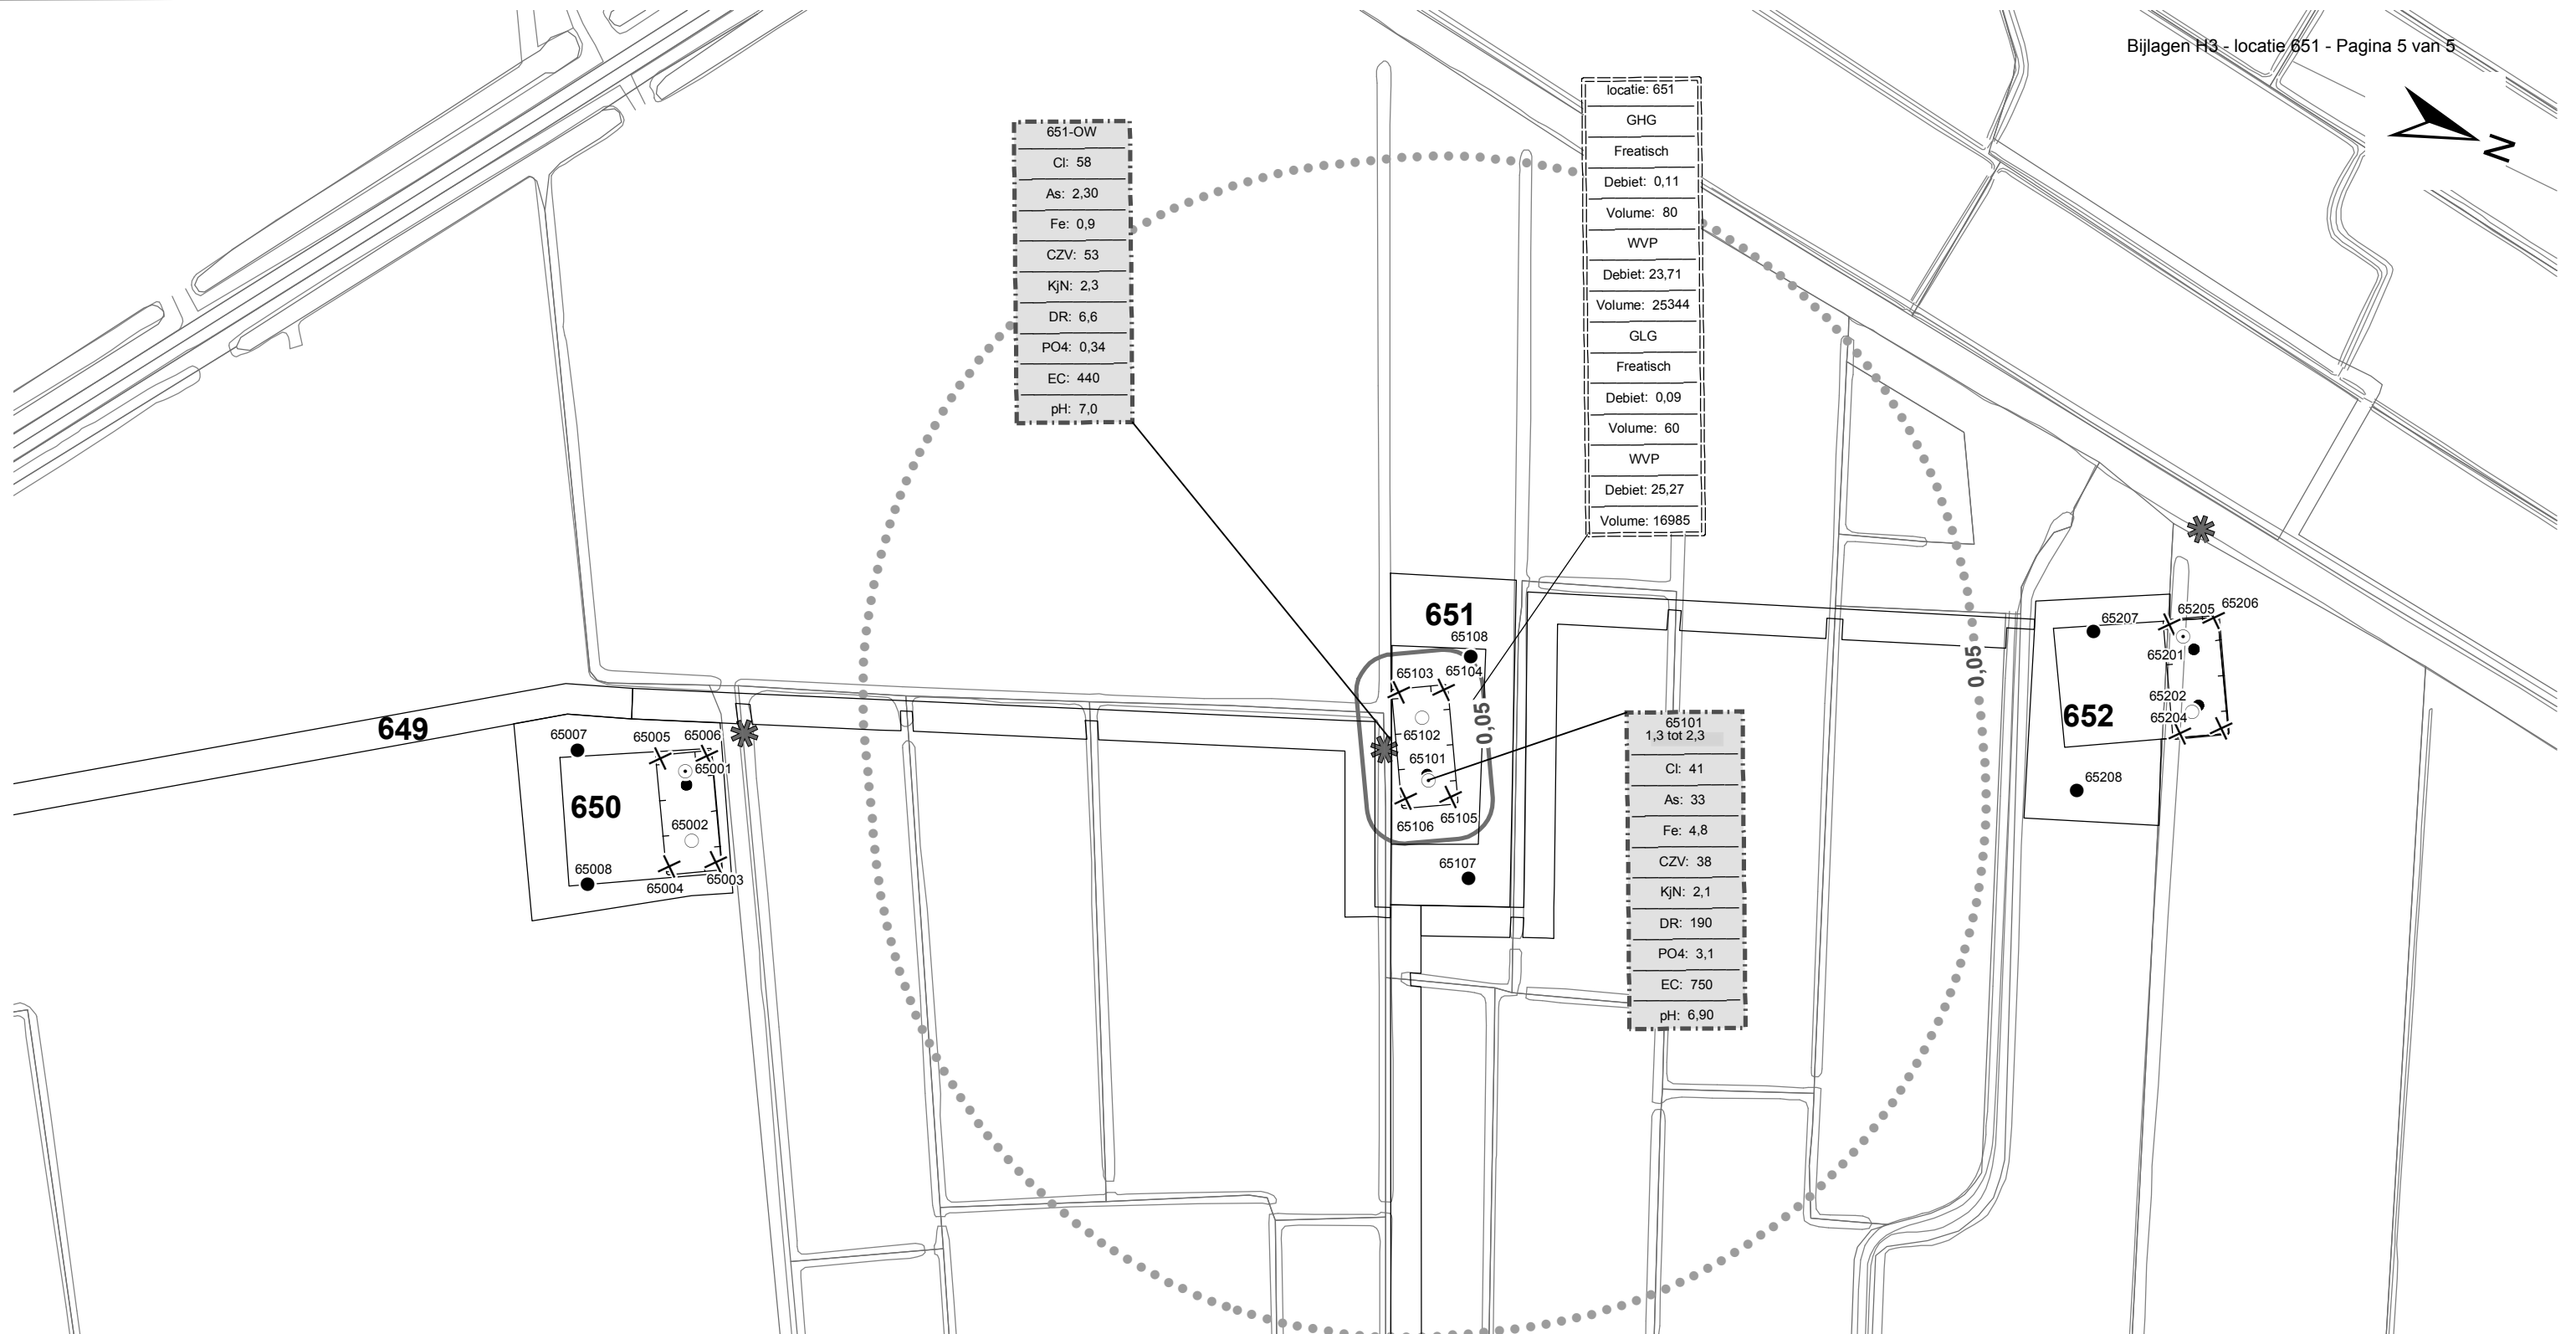 Bijlagen H3 - locatie 651 - Pagina 5 van 5
N
651-OW
Cl: 58
As: 2,30
Fe: 0,9
CZV: 53
KjN: 2,3
DR: 6,6
PO4: 0,34
EC: 440
pH: 7,0
locatie: 651
GHG
Freatisch
Debiet: 0,11
Volume: 80
WVP
Debiet: 23,71
Volume: 25344
GLG
Freatisch
Debiet: 0,09
Volume: 60
WVP
Debiet: 25,27
Volume: 16985
649
650
65007
65005
65006
65001
65002
65008
65004
65003
651
65108
65103
65104
65102
65101
65106
65105
65107
0,05
0,05
65101
1,3 tot 2,3
Cl: 41
As: 33
Fe: 4,8
CZV: 38
KjN: 2,1
DR: 190
PO4: 3,1
EC: 750
pH: 6,90
652
65207
65205
65206
65201
65202
65204
65208